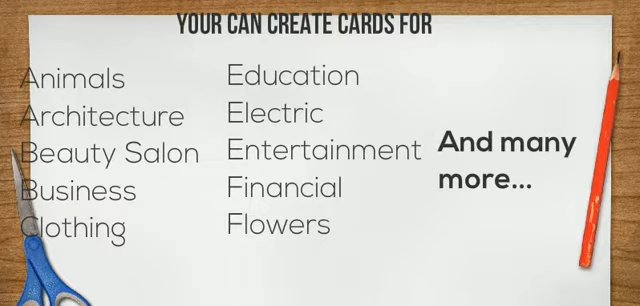 YOUR CAN CREATE CARDS FOR
Animals
Architecture
Beauty Salon
Business
Clothing
Education
Electric
Entertainment
Financial
Flowers
And many
more...